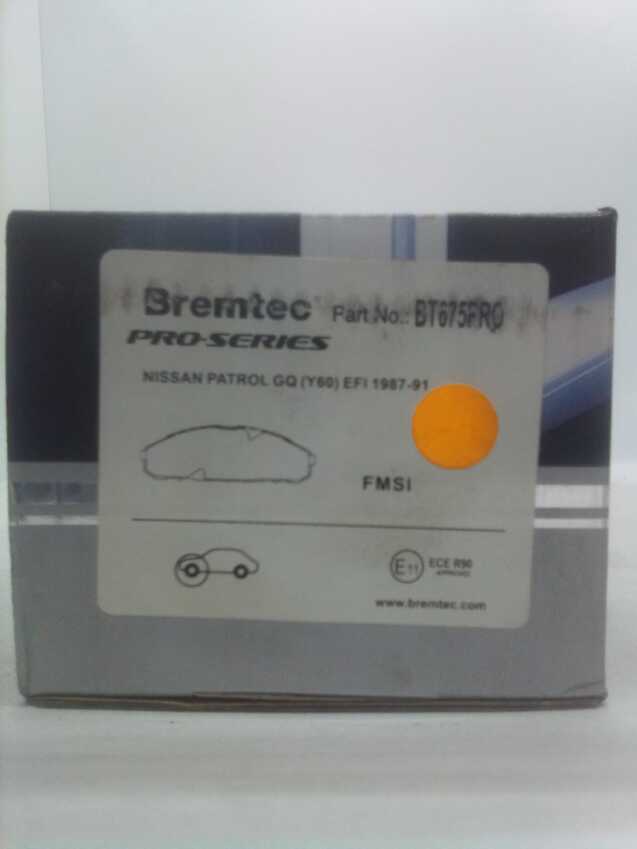 Bremtec Part No.: BT675PRO
PRO-SERIES
NISSAN PATROL GQ (Y60) EFI 1987-91
FMSI
E11 ECE R90
APPROVED
www.bremtec.com